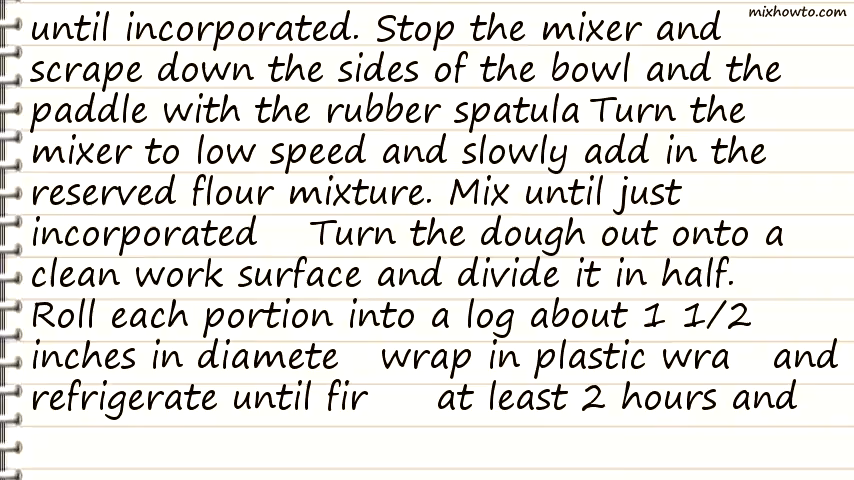 mixhowto.com
until incorporated. Stop the mixer and
scrape down the sides of the bowl and the
paddle with the rubber spatula Turn the
mixer to low speed and slowly add in the
reserved flour mixture. Mix until just
incorporated Turn the dough out onto a
clean work surface and divide it in half.
Roll each portion into a log about 1 1/2
inches in diamete wrap in plastic wra and
refrigerate until fir at least 2 hours and